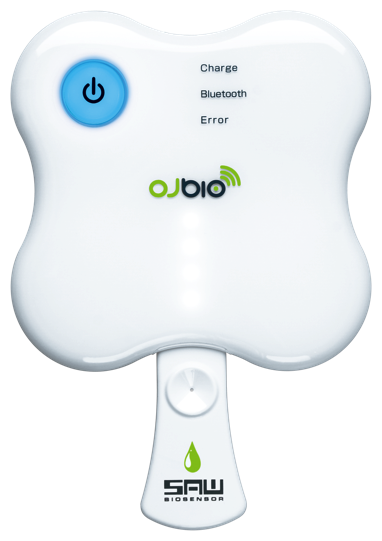 Charge
Bluetooth
Error
OJBIO
SAW
BIOSENSOR